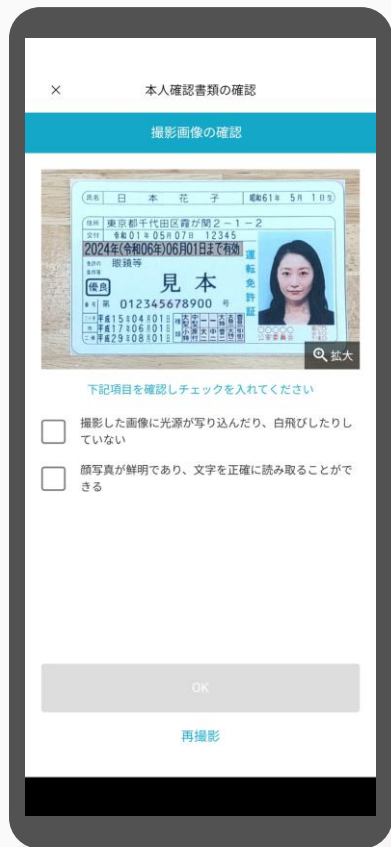 ×
本人確認書類の確認
撮影画像の確認
氏名 日本花子 昭和61年 5月 1日生
住所 東京都千代田区霞が関2-1-2
交付 令和01年05月07日 12345
2024年(令和06年)06月01日まで有効
免許の
条件等
眼鏡等
優良
見本
番号 第 012345678900 号
平成15年04月01日
平成17年06月01日
平成29年08月01日
種類
運転免許証
公安委員会
拡大
下記項目を確認しチェックを入れてください
撮影した画像に光源が写り込んだり、白飛びしたりし
ていない
顔写真が鮮明であり、文字を正確に読み取ることがで
きる
OK
再撮影